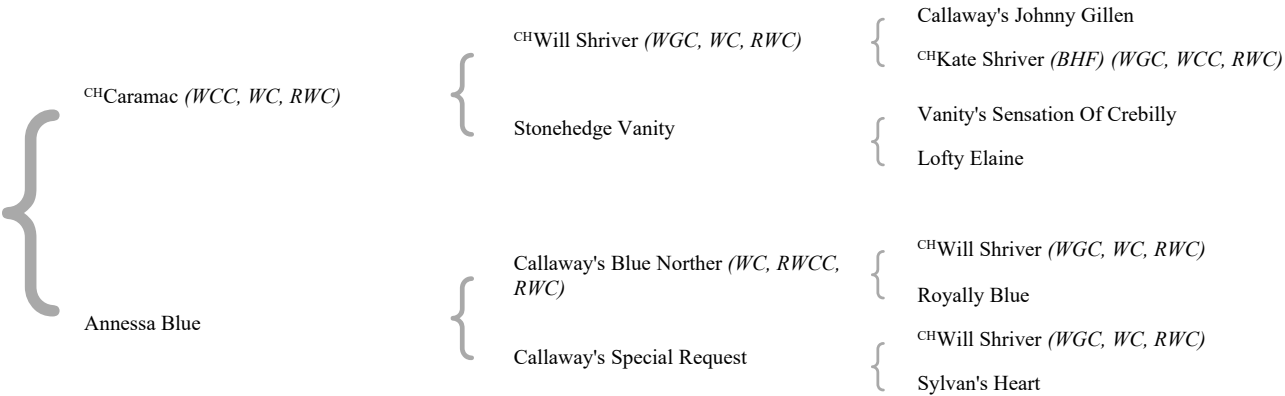 Callaway's Johnny Gillen
CHWill Shriver (WGC, WC, RWC)
CHKate Shriver (BHF) (WGC, WCC, RWC)
CHCaramac (WCC, WC, RWC)
Vanity's Sensation Of Crebilly
Stonehedge Vanity
Lofty Elaine
CHWill Shriver (WGC, WC, RWC)
Callaway's Blue Norther (WC, RWCC,
RWC)
Royally Blue
Annessa Blue
CHWill Shriver (WGC, WC, RWC)
Callaway's Special Request
Sylvan's Heart